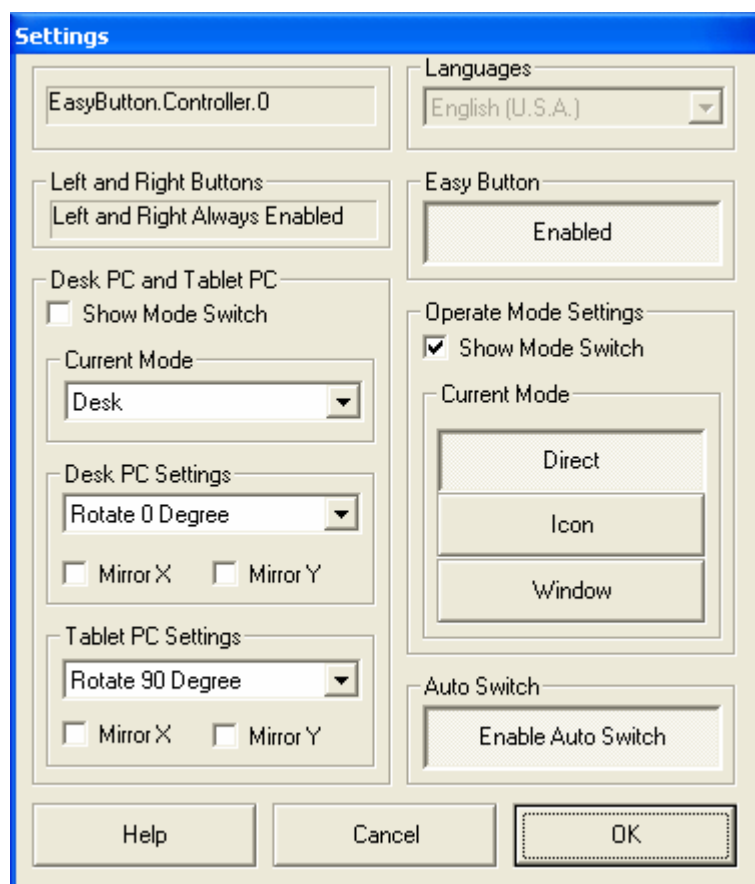 Settings
EasyButton.Controller.0
Left and Right Buttons
Left and Right Always Enabled
Desk PC and Tablet PC
Show Mode Switch
Current Mode
Desk
Desk PC Settings
Rotate 0 Degree
Mirror X
Mirror Y
Tablet PC Settings
Rotate 90 Degree
Mirror X
Mirror Y
Languages
English (U.S.A.)
Easy Button
Enabled
Operate Mode Settings
Show Mode Switch
Current Mode
Direct
Icon
Window
Auto Switch
Enable Auto Switch
Help
Cancel
OK